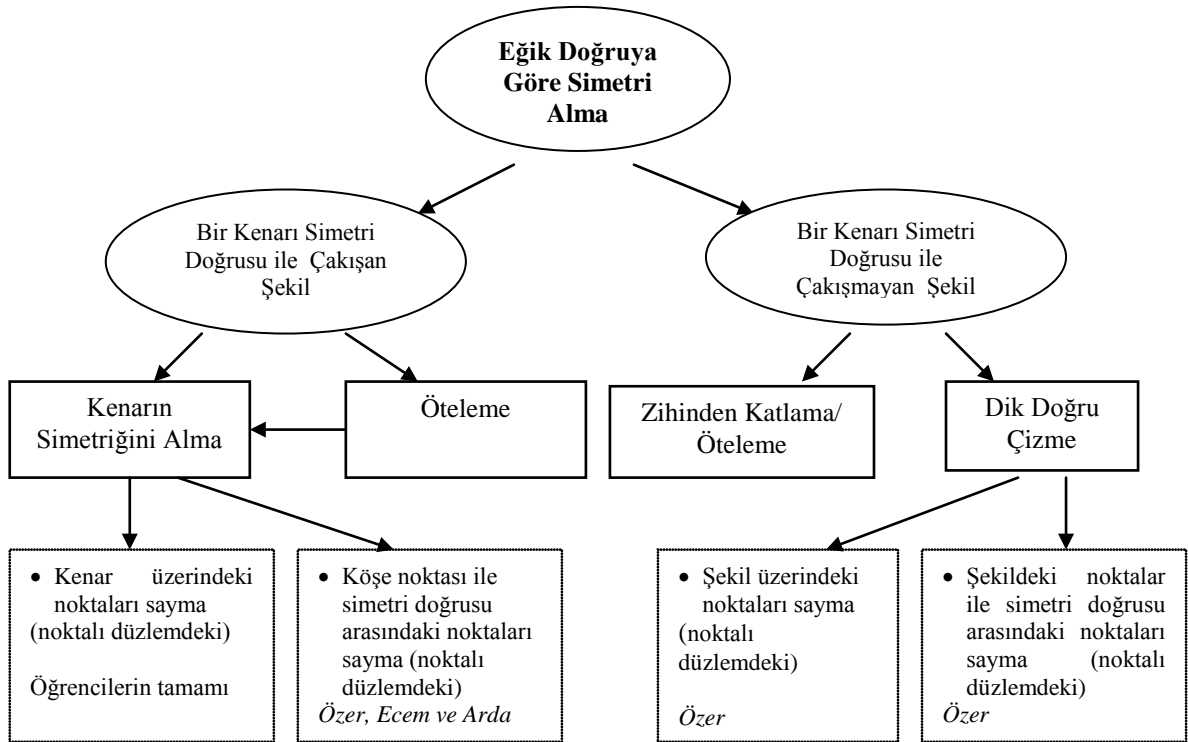 Eğik Doğruya
Göre Simetri
Alma
Bir Kenarı Simetri
Doğrusu ile Çakışan
Şekil
Bir Kenarı Simetri
Doğrusu ile
Çakışmayan Şekil
Kenarın
Simetriğini Alma
Öteleme
Zihinden Katlama/
Öteleme
Dik Doğru
Çizme
• Kenar üzerindeki
noktaları sayma
(noktalı düzlemdeki)
Öğrencilerin tamamı
• Köşe noktası ile
simetri doğrusu
arasındaki noktaları
sayma (noktalı
düzlemdeki)
Özer, Ecem ve Arda
• Şekil üzerindeki
noktaları sayma
(noktalı
düzlemdeki)
Özer
• Şekildeki noktalar
ile simetri doğrusu
arasındaki noktaları
sayma (noktalı
düzlemdeki)
Özer